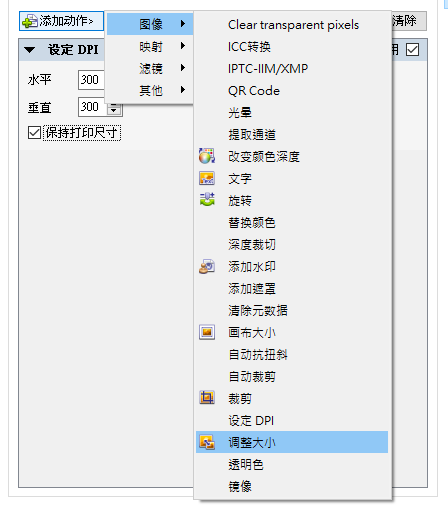 添加动作>
清除
设定 DPI
用
水平
300
垂直
300
保持打印尺寸
图像
映射
滤镜
其他
Clear transparent pixels
ICC转换
IPTC-IIM/XMP
QR Code
光晕
提取通道
改变颜色深度
文字
旋转
替换颜色
深度裁切
添加水印
添加遮罩
清除元数据
画布大小
自动抗扭斜
自动裁剪
裁剪
设定 DPI
调整大小
透明色
镜像